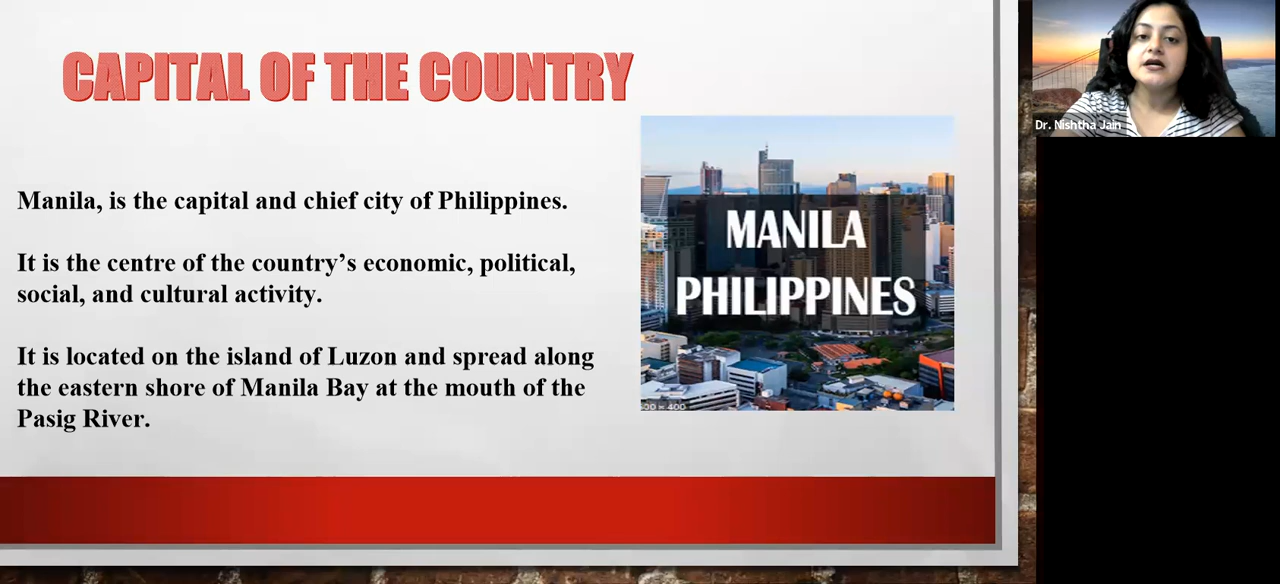 CAPITAL OF THE COUNTRY
Manila, is the capital and chief city of Philippines.
It is the centre of the country’s economic, political,
social, and cultural activity.
It is located on the island of Luzon and spread along
the eastern shore of Manila Bay at the mouth of the
Pasig River.
MANILA
PHILIPPINES
00 × 400
Dr. Nishtha Jain